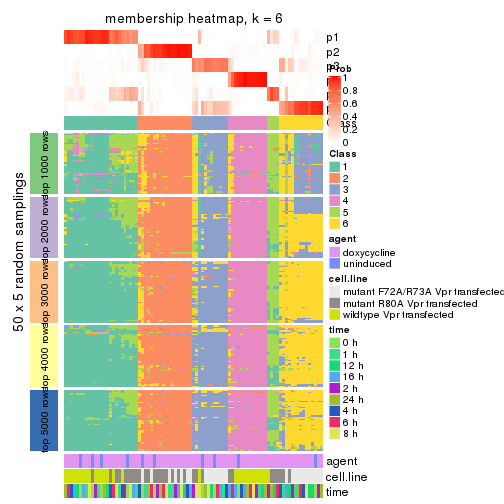 membership heatmap, k = 6
p1
p2
Prob
1
0.8
0.6
0.4
0.2
0
Class
1
2
3
4
5
6
agent
doxycycline
uninduced
cell.line
mutant F72A/R73A Vpr transfected
mutant R80A Vpr transfected
wildtype Vpr transfected
time
0 h
1 h
12 h
16 h
2 h
24 h
4 h
6 h
8 h
50 x 5 random samplings
top 1000 rows
top 2000 rows
top 3000 rows
top 4000 rows
top 5000 rows
agent
cell.line
time